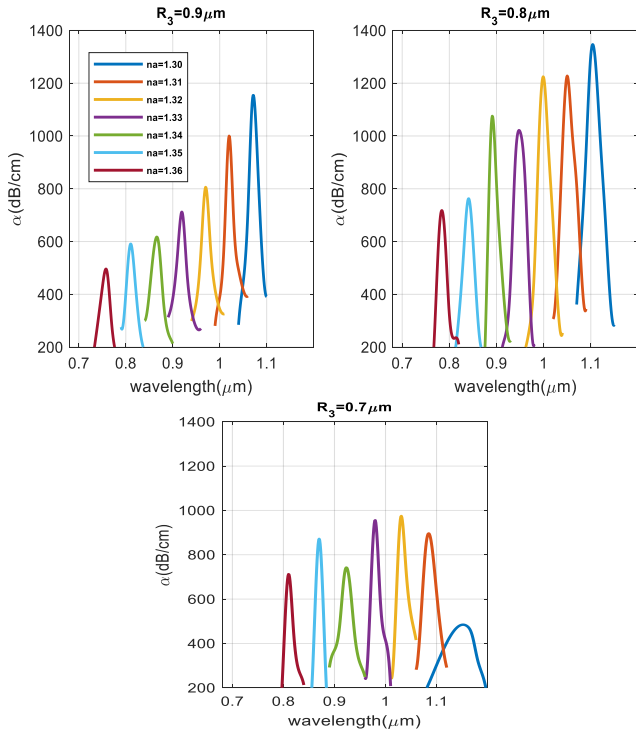 R_3=0.9μm
α(dB/cm)
1400
1200
1000
800
600
400
200
na=1.30
na=1.31
na=1.32
na=1.33
na=1.34
na=1.35
na=1.36
0.7 0.8 0.9 1 1.1
wavelength(μm)
R_3=0.8μm
α(dB/cm)
1400
1200
1000
800
600
400
200
0.7 0.8 0.9 1 1.1
wavelength(μm)
R_3=0.7μm
α(dB/cm)
1400
1200
1000
800
600
400
200
0.7 0.8 0.9 1 1.1
wavelength(μm)